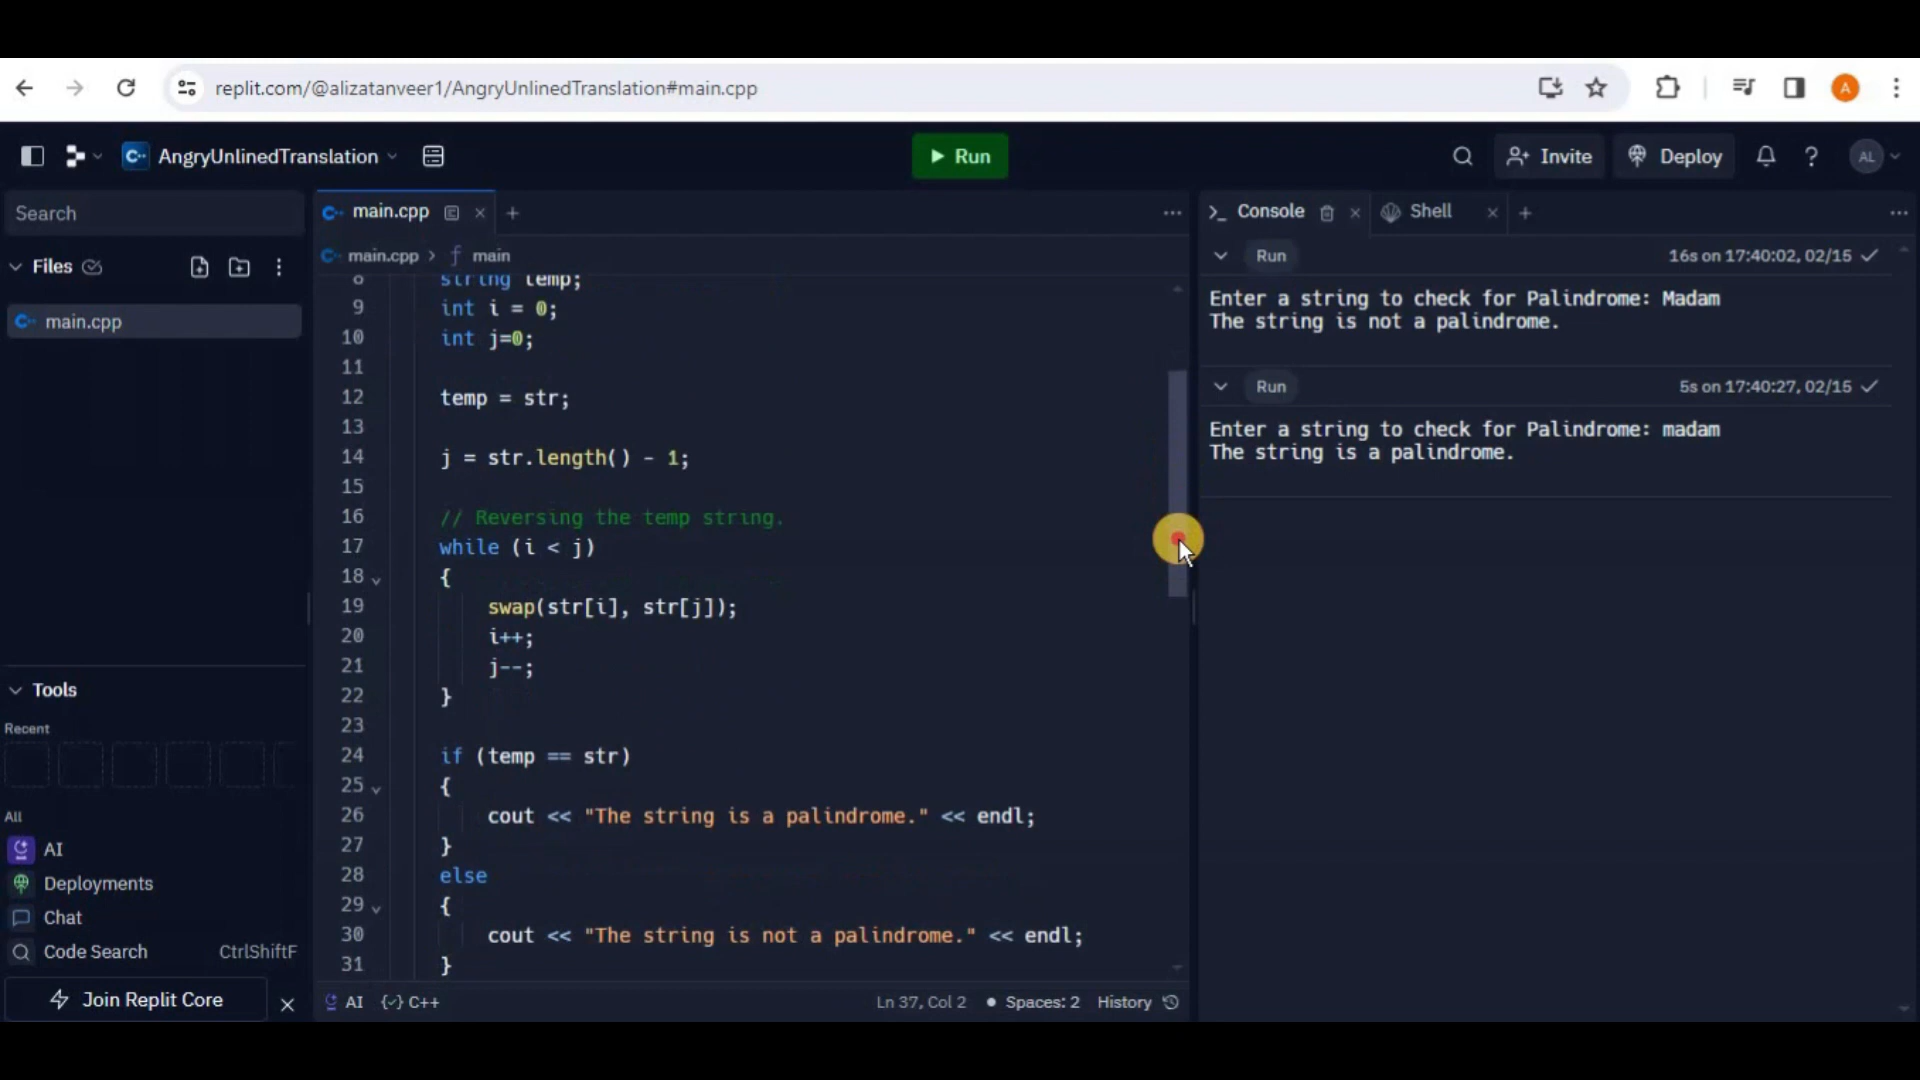 replit.com/@alizatanveer1/AngryUnlinedTranslation#main.cpp
A
AngryUnlinedTranslation
Run
Invite
Deploy
AL
Search
Files
main.cpp
Tools
Recent
All
AI
Deployments
Chat
Code Search CtrlShiftF
Join Replit Core
main.cpp
main.cpp > main
8 string temp;
9 int i = 0;
10 int j=0;
11
12 temp = str;
13
14 j = str.length() - 1;
15
16 // Reversing the temp string.
17 while (i < j)
18 {
19 swap(str[i], str[j]);
20 i++;
21 j--;
22 }
23
24 if (temp == str)
25 {
26 cout << "The string is a palindrome." << endl;
27 }
28 else
29 {
30 cout << "The string is not a palindrome." << endl;
31 }
AI C++ Ln 37, Col 2 Spaces: 2 History
Console Shell
Run 16s on 17:40:02, 02/15
Enter a string to check for Palindrome: Madam
The string is not a palindrome.
Run 5s on 17:40:27, 02/15
Enter a string to check for Palindrome: madam
The string is a palindrome.